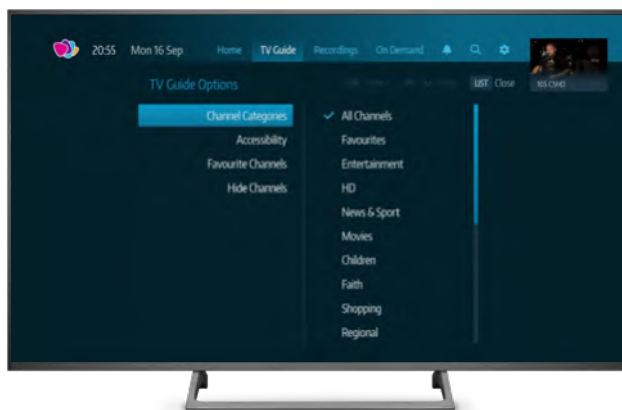 20:55 Mon 16 Sep Home TV Guide Recordings On Demand
TV Guide Options
LIST Close
Channel Categories
Accessibility
Favourite Channels
Hide Channels
All Channels
Favourites
Entertainment
HD
News & Sport
Movies
Children
Faith
Shopping
Regional